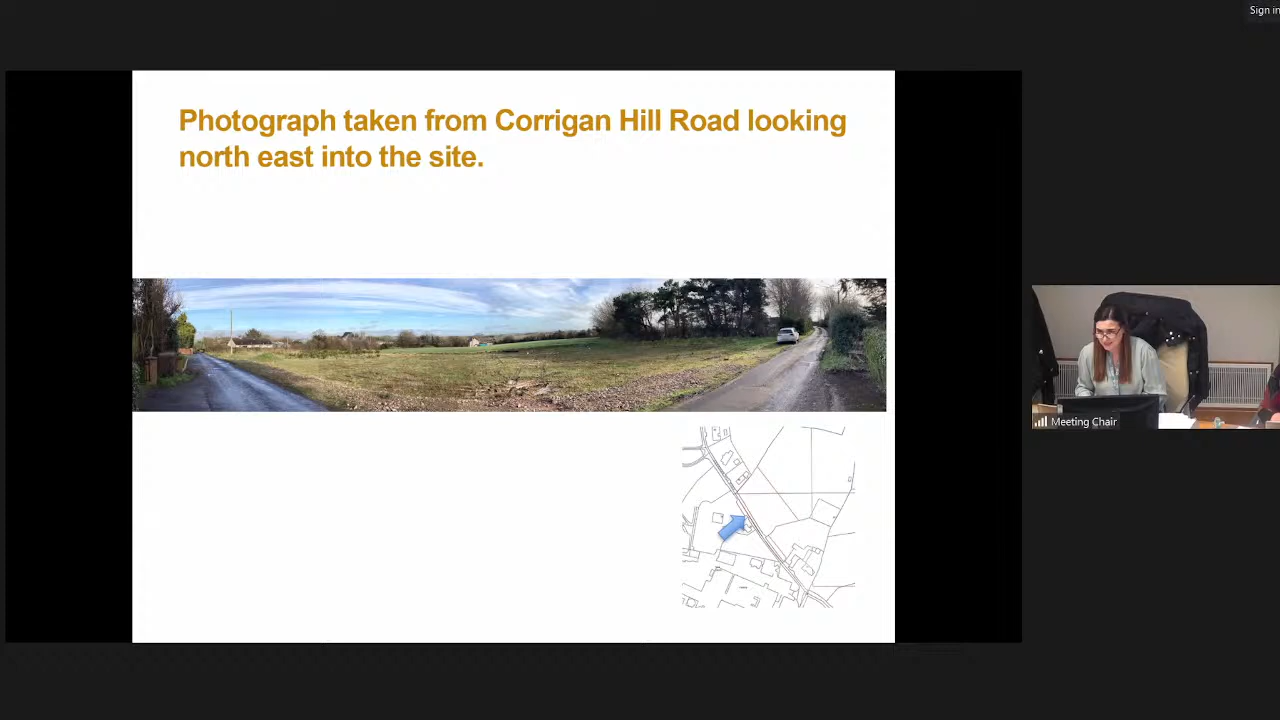 Sign in
Photograph taken from Corrigan Hill Road looking
north east into the site.
Meeting Chair